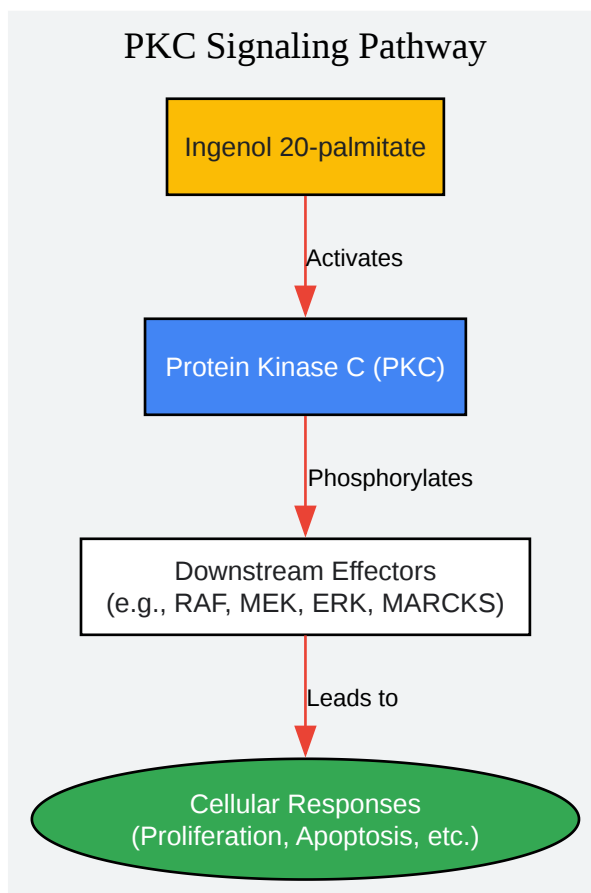 PKC Signaling Pathway
Ingenol 20-palmitate
Activates
Protein Kinase C (PKC)
Phosphorylates
Downstream Effectors
(e.g., RAF, MEK, ERK, MARCKS)
Leads to
Cellular Responses
(Proliferation, Apoptosis, etc.)